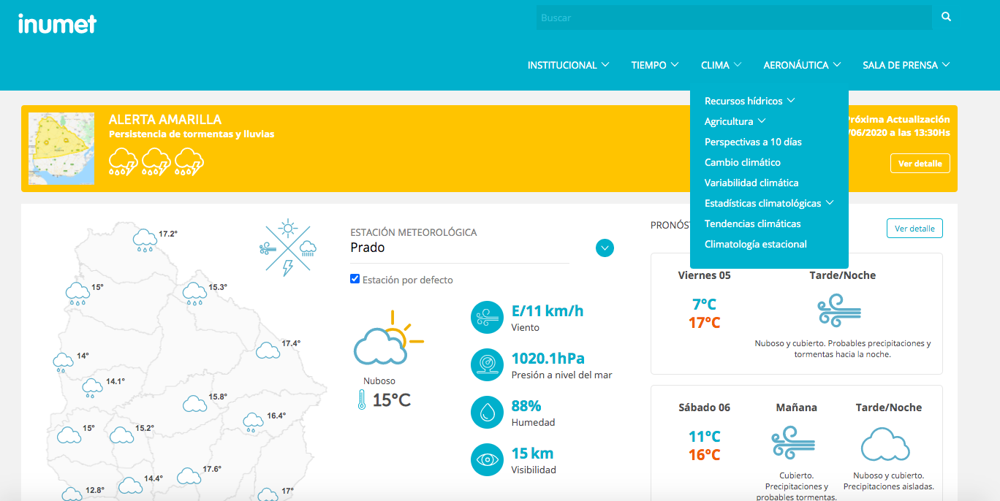 inumet
Buscar
INSTITUCIONAL
TIEMPO
CLIMA
AERONÁUTICA
SALA DE PRENSA
Recursos hídricos
Agricultura
Perspectivas a 10 días
Cambio climático
Variabilidad climática
Estadísticas climatológicas
Tendencias climáticas
Climatología estacional
ALERTA AMARILLA
Persistencia de tormentas y lluvias
Próxima Actualización
/06/2020 a las 13:30Hs
Ver detalle
17.2°
15°
15.3°
17.4°
14°
14.1°
15.8°
16.4°
15°
15.2°
17.6°
14.4°
12.8°
17°
ESTACIÓN METEOROLÓGICA
Prado
Estación por defecto
Nuboso
15°C
E/11 km/h
Viento
1020.1hPa
Presión a nivel del mar
88%
Humedad
15 km
Visibilidad
PRONÓS
Ver detalle
Viernes 05
7°C
17°C
Tarde/Noche
Nuboso y cubierto. Probables precipitaciones y
tormentas hacia la noche.
Sábado 06
11°C
16°C
Mañana
Cubierto.
Precipitaciones y
probables tormentas.
Tarde/Noche
Nuboso y cubierto.
Precipitaciones aisladas.